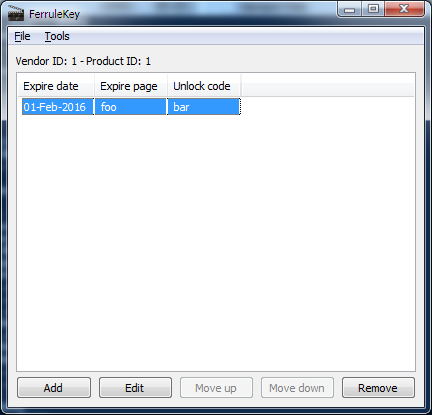 FerruleKey
File Tools
Vendor ID: 1 - Product ID: 1
Expire date Expire page Unlock code
01-Feb-2016 foo bar
Add Edit Move up Move down Remove